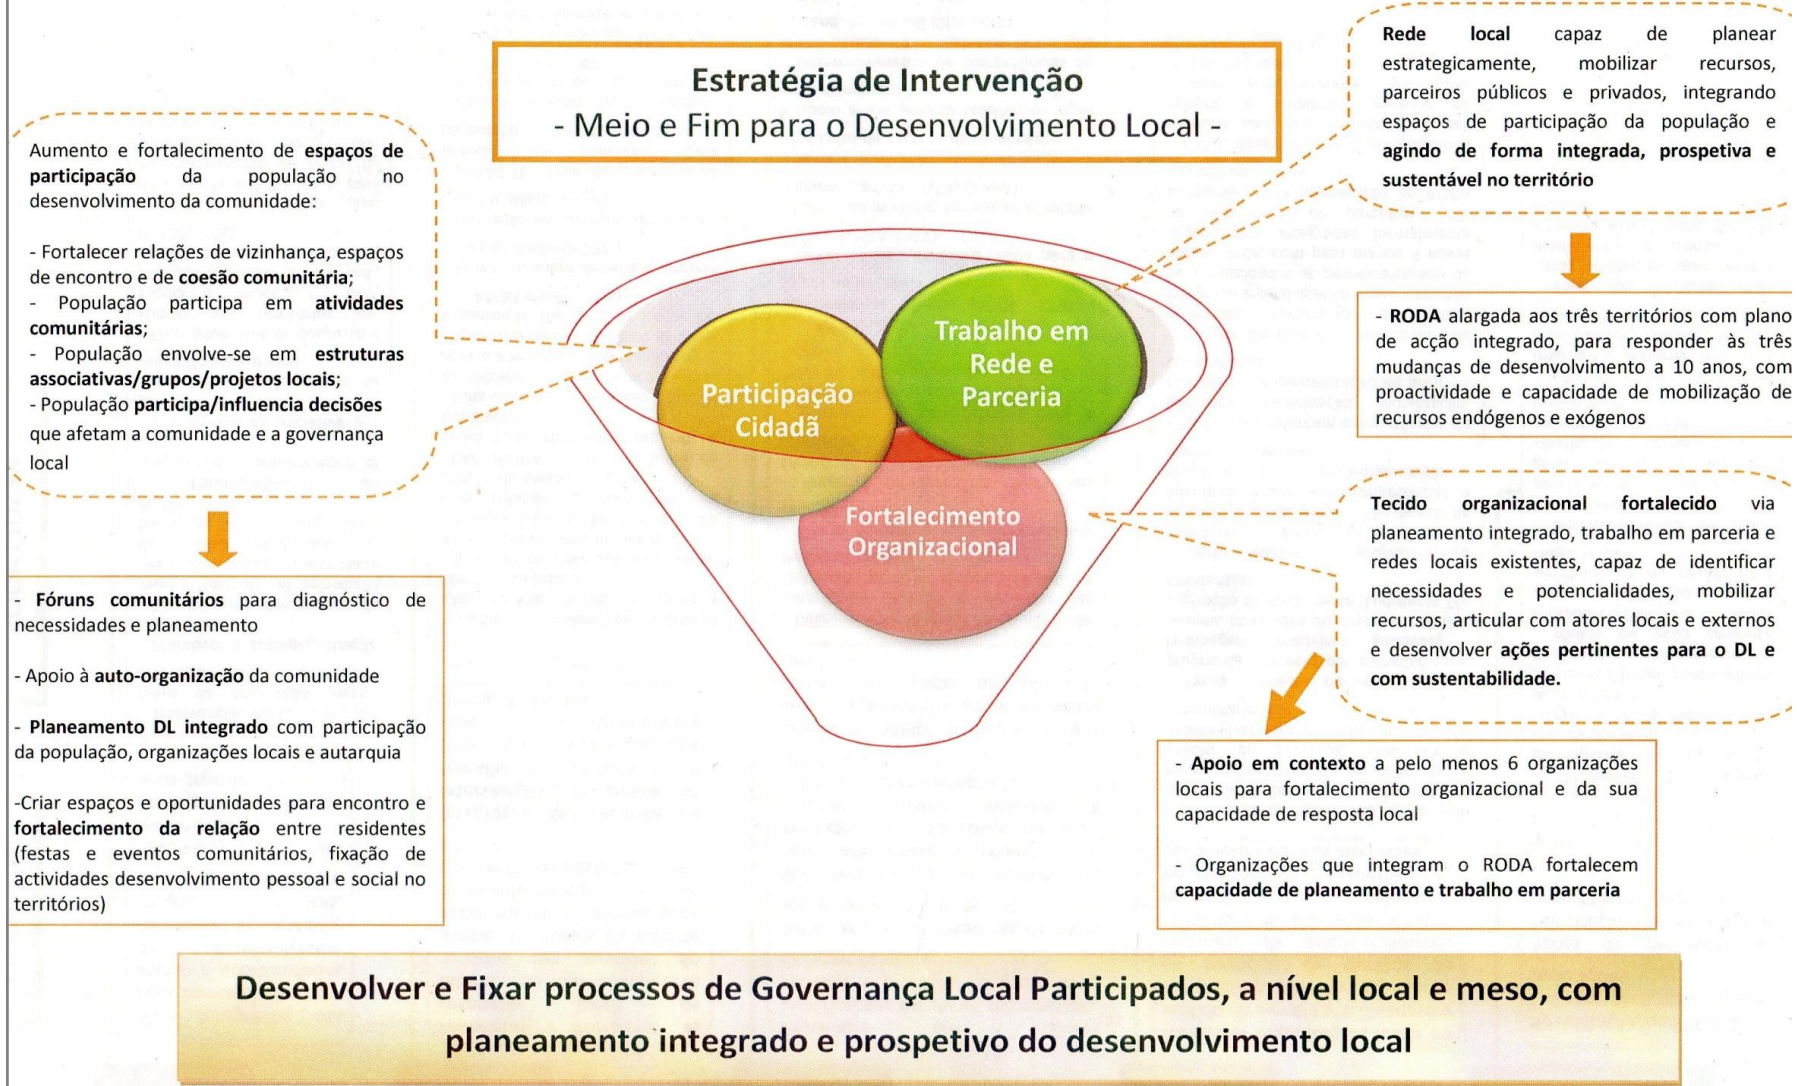 Estratégia de Intervenção
- Meio e Fim para o Desenvolvimento Local -
Aumento e fortalecimento de espaços de
participação da população no
desenvolvimento da comunidade:
- Fortalecer relações de vizinhança, espaços
de encontro e de coesão comunitária;
- População participa em atividades
comunitárias;
- População envolve-se em estruturas
associativas/grupos/projetos locais;
- População participa/influencia decisões
que afetam a comunidade e a governança
local
- Fóruns comunitários para diagnóstico de
necessidades e planeamento
- Apoio à auto-organização da comunidade
- Planeamento DL integrado com participação
da população, organizações locais e autarquia
-Criar espaços e oportunidades para encontro e
fortalecimento da relação entre residentes
(festas e eventos comunitários, fixação de
actividades desenvolvimento pessoal e social no
territórios)
Participação
Cidadã
Trabalho em
Rede e
Parceria
Fortalecimento
Organizacional
Rede local capaz de planear
estrategicamente, mobilizar recursos,
parceiros públicos e privados, integrando
espaços de participação da população e
agindo de forma integrada, prospetiva e
sustentável no território
- RODA alargada aos três territórios com plano
de acção integrado, para responder às três
mudanças de desenvolvimento a 10 anos, com
proactividade e capacidade de mobilização de
recursos endógenos e exógenos
Tecido organizacional fortalecido via
planeamento integrado, trabalho em parceria e
redes locais existentes, capaz de identificar
necessidades e potencialidades, mobilizar
recursos, articular com atores locais e externos
e desenvolver ações pertinentes para o DL e
com sustentabilidade.
- Apoio em contexto a pelo menos 6 organizações
locais para fortalecimento organizacional e da sua
capacidade de resposta local
- Organizações que integram o RODA fortalecem
capacidade de planeamento e trabalho em parceria
Desenvolver e Fixar processos de Governança Local Participados, a nível local e meso, com
planeamento integrado e prospetivo do desenvolvimento local